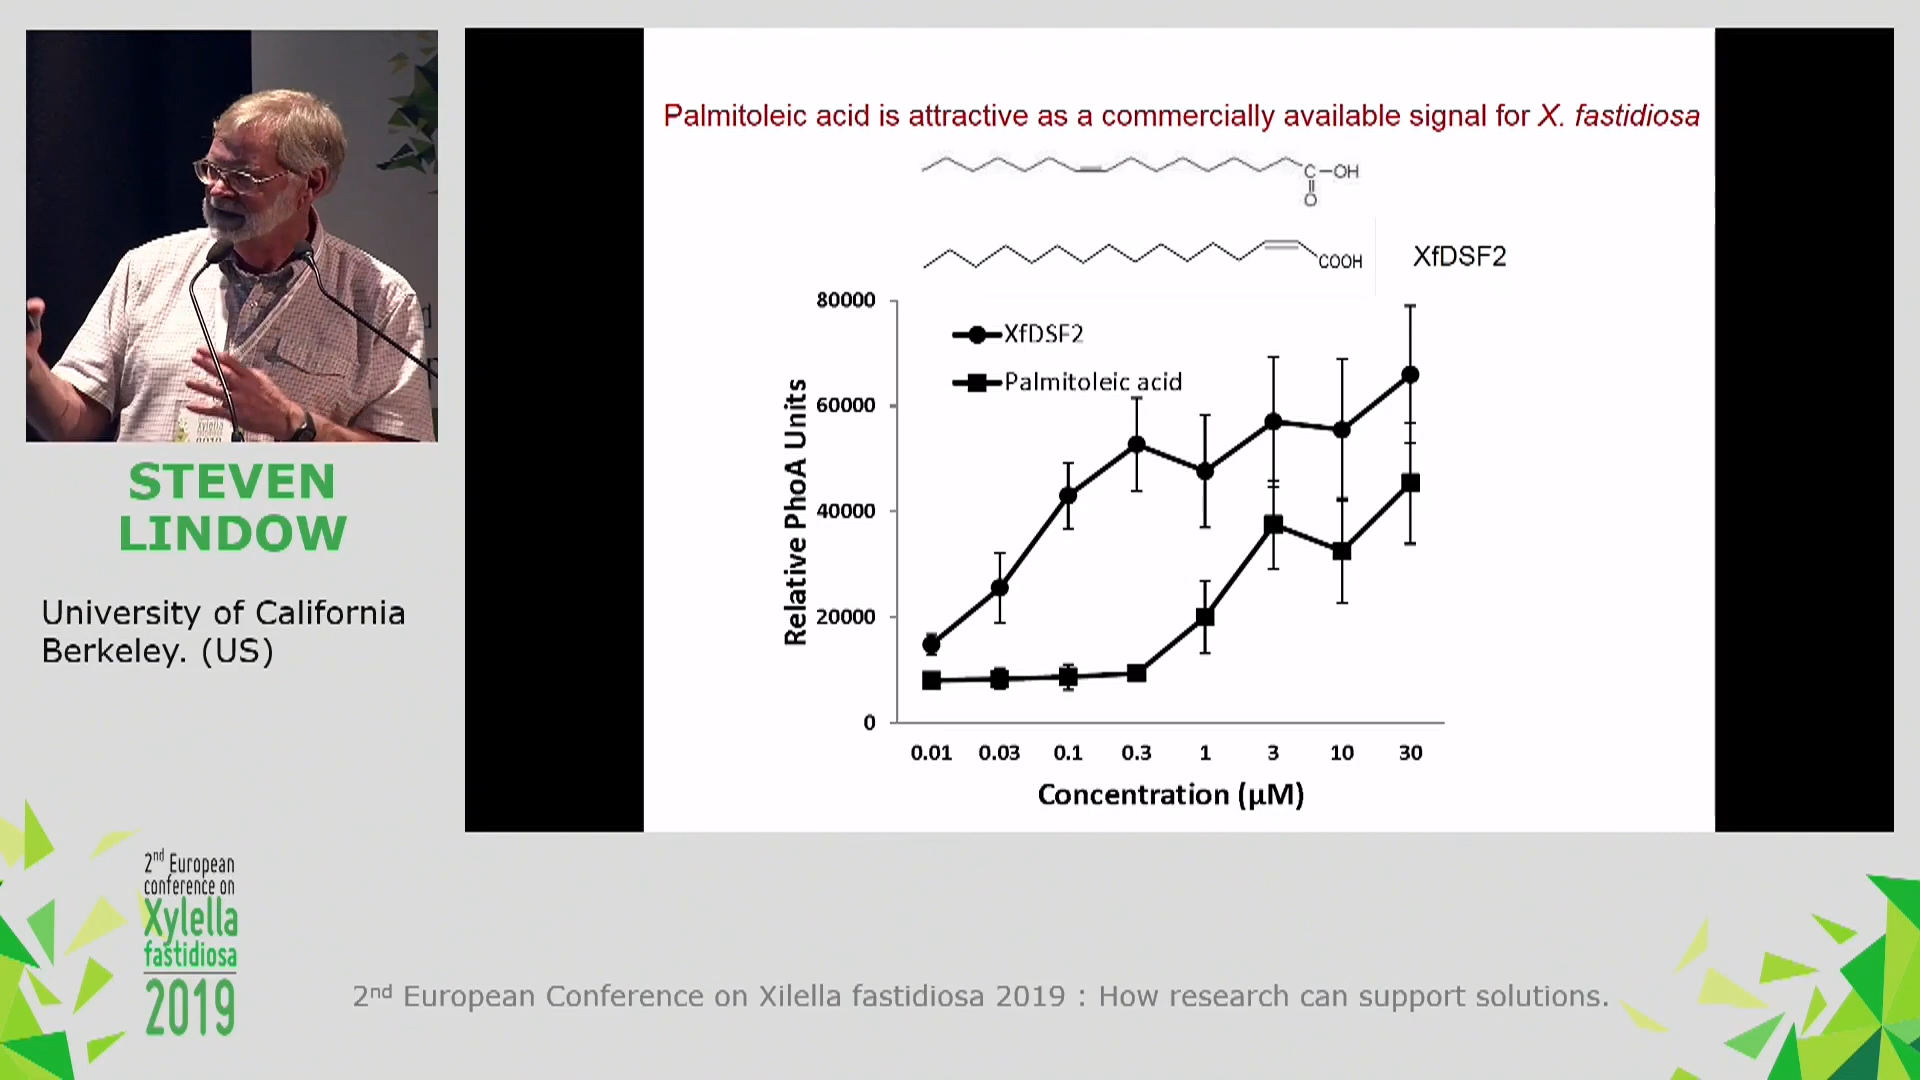 Palmitoleic acid is attractive as a commercially available signal for X. fastidiosa
C–OH
O
COOH
XfDSF2
80000
60000
40000
20000
0
Relative PhoA Units
XfDSF2
Palmitoleic acid
0.01 0.03 0.1 0.3 1 3 10 30
Concentration (µM)
STEVEN
LINDOW
University of California
Berkeley. (US)
2nd European
conference on
Xylella
fastidiosa
2019
2nd European Conference on Xilella fastidiosa 2019 : How research can support solutions.